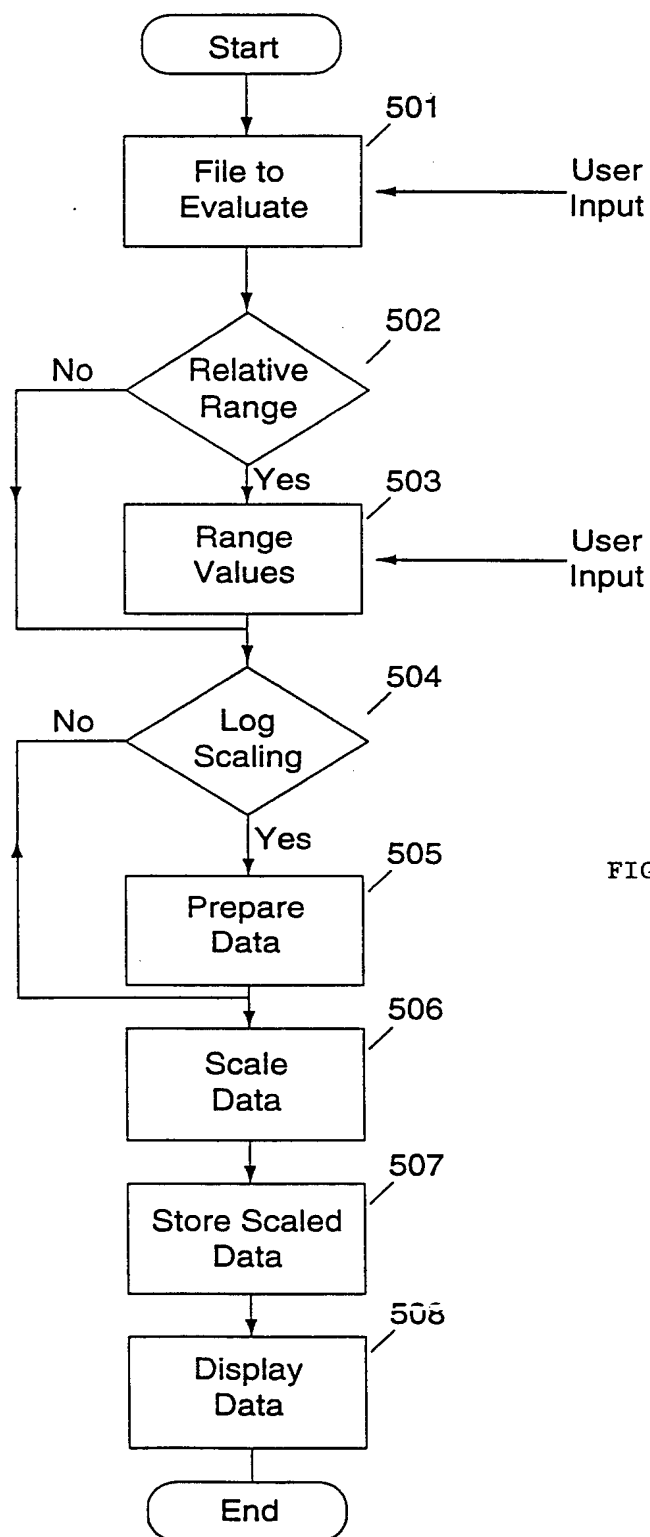 Start
501
File to
Evaluate
User
Input
502
No
Relative
Range
Yes
503
Range
Values
User
Input
504
No
Log
Scaling
Yes
505
Prepare
Data
FIG
506
Scale
Data
507
Store Scaled
Data
508
Display
Data
End